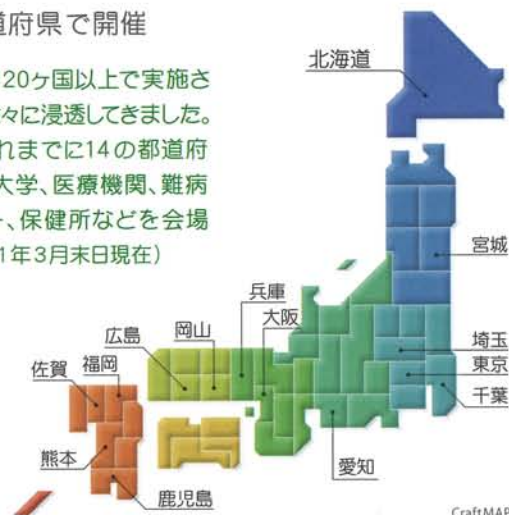 道府県で開催
20ヶ国以上で実施さ
々に浸透してきました。
れまでに14の都道府
大学、医療機関、難病
ー、保健所などを会場
1年3月末日現在）
北海道
宮城
兵庫
大阪
岡山
広島
埼玉
東京
千葉
佐賀
福岡
熊本
愛知
鹿児島
CraftMAP